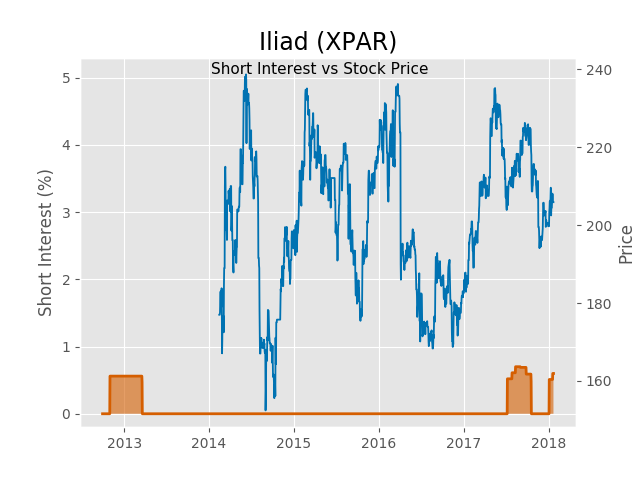 Iliad (XPAR)
Short Interest vs Stock Price
5
4
3
2
1
0
Short Interest (%)
240
220
200
180
160
Price
2013 2014 2015 2016 2017 2018